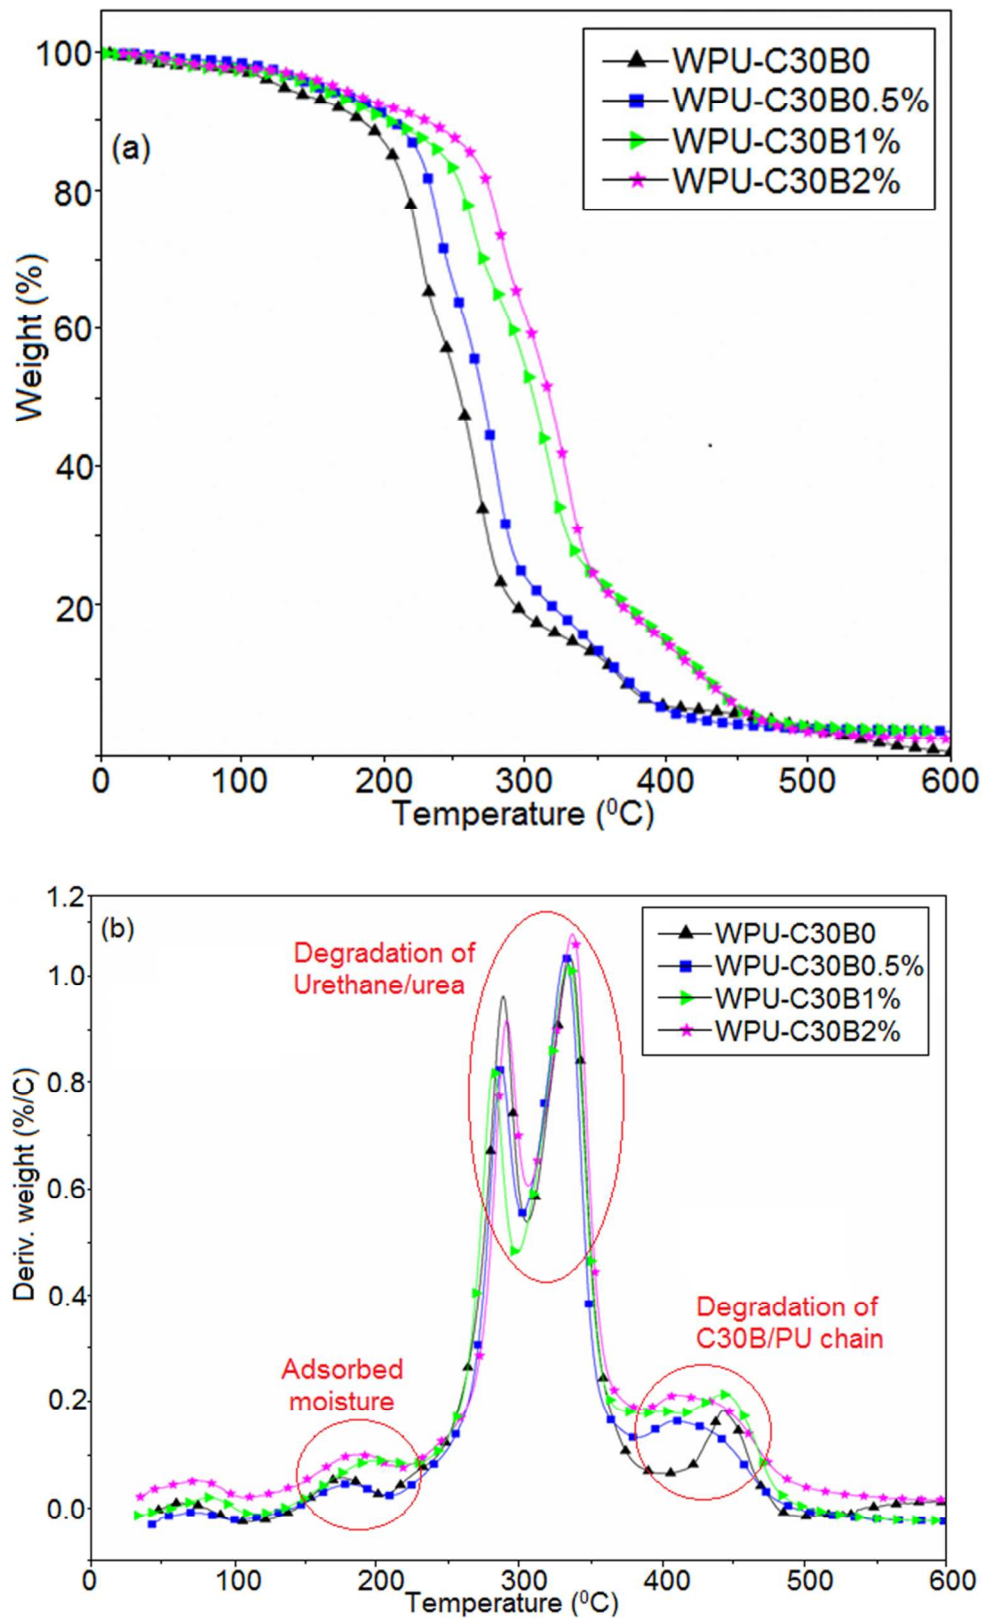 (a)
WPU-C30B0
WPU-C30B0.5%
WPU-C30B1%
WPU-C30B2%
Weight (%)
100
80
60
40
20
0 100 200 300 400 500 600
Temperature (⁰C)
(b)
WPU-C30B0
WPU-C30B0.5%
WPU-C30B1%
WPU-C30B2%
Degradation of
Urethane/urea
Degradation of
C30B/PU chain
Adsorbed
moisture
Deriv. weight (%/C)
1.2
1.0
0.8
0.6
0.4
0.2
0.0
0 100 200 300 400 500 600
Temperature (⁰C)